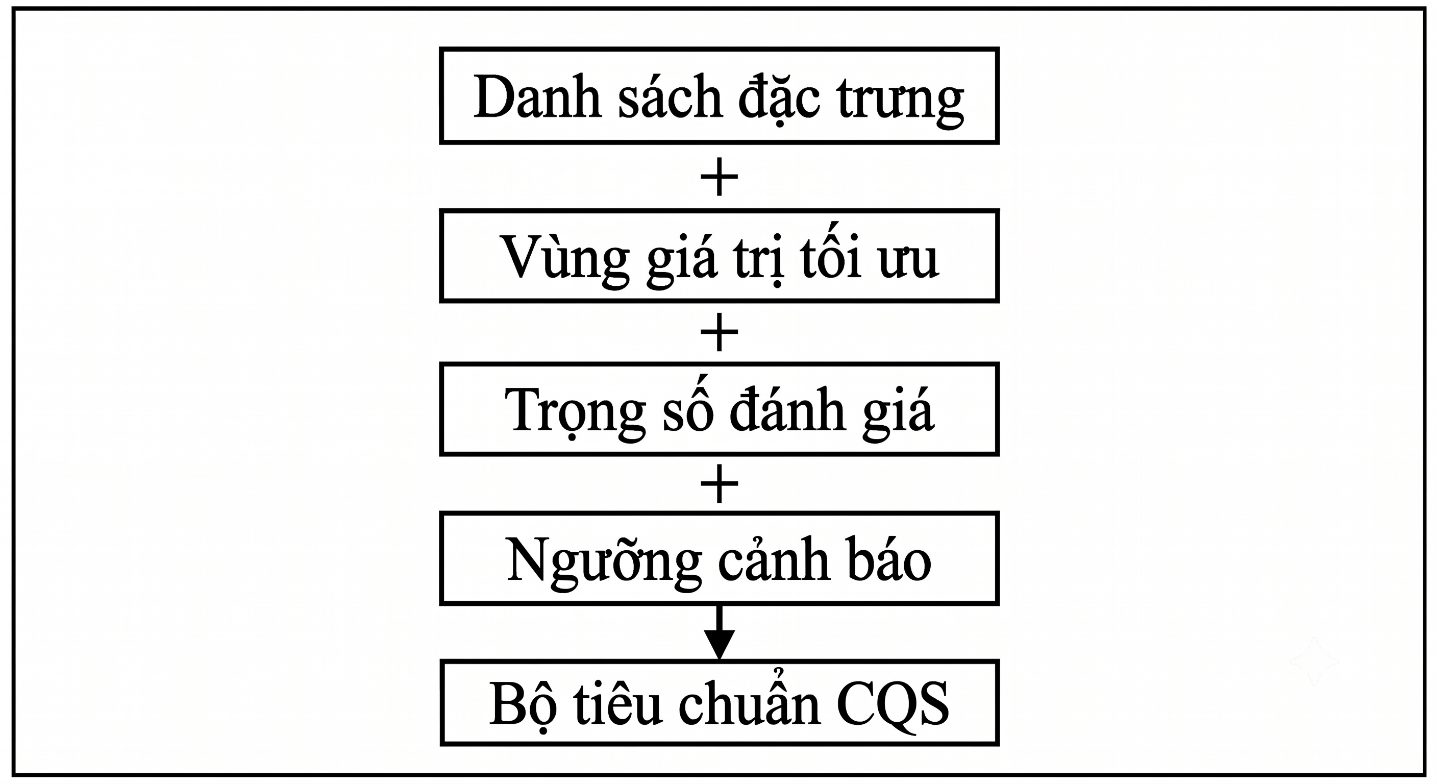 Danh sách đặc trưng
+
Vùng giá trị tối ưu
+
Trọng số đánh giá
+
Ngưỡng cảnh báo
Bộ tiêu chuẩn CQS